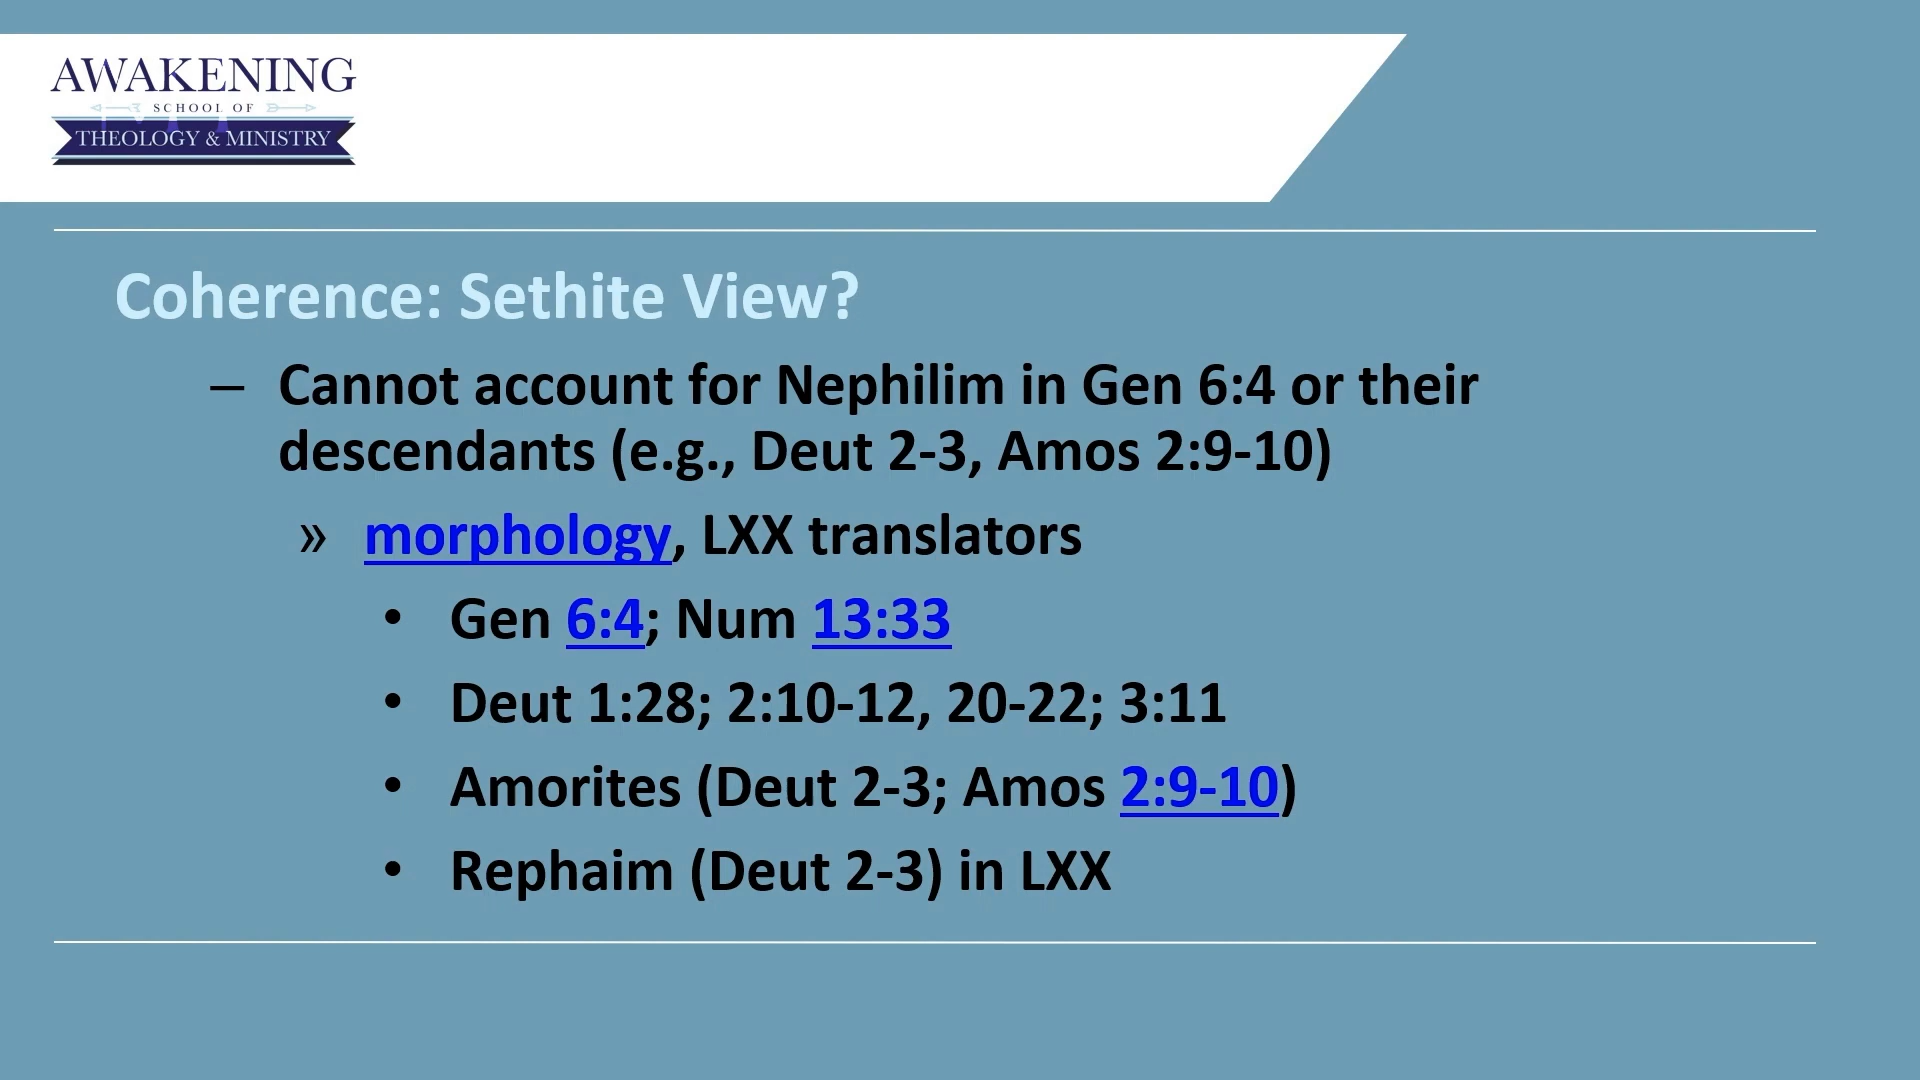 AWAKENING
SCHOOL OF
THEOLOGY & MINISTRY
Coherence: Sethite View?
– Cannot account for Nephilim in Gen 6:4 or their
descendants (e.g., Deut 2-3, Amos 2:9-10)
» morphology, LXX translators
• Gen 6:4; Num 13:33
• Deut 1:28; 2:10-12, 20-22; 3:11
• Amorites (Deut 2-3; Amos 2:9-10)
• Rephaim (Deut 2-3) in LXX